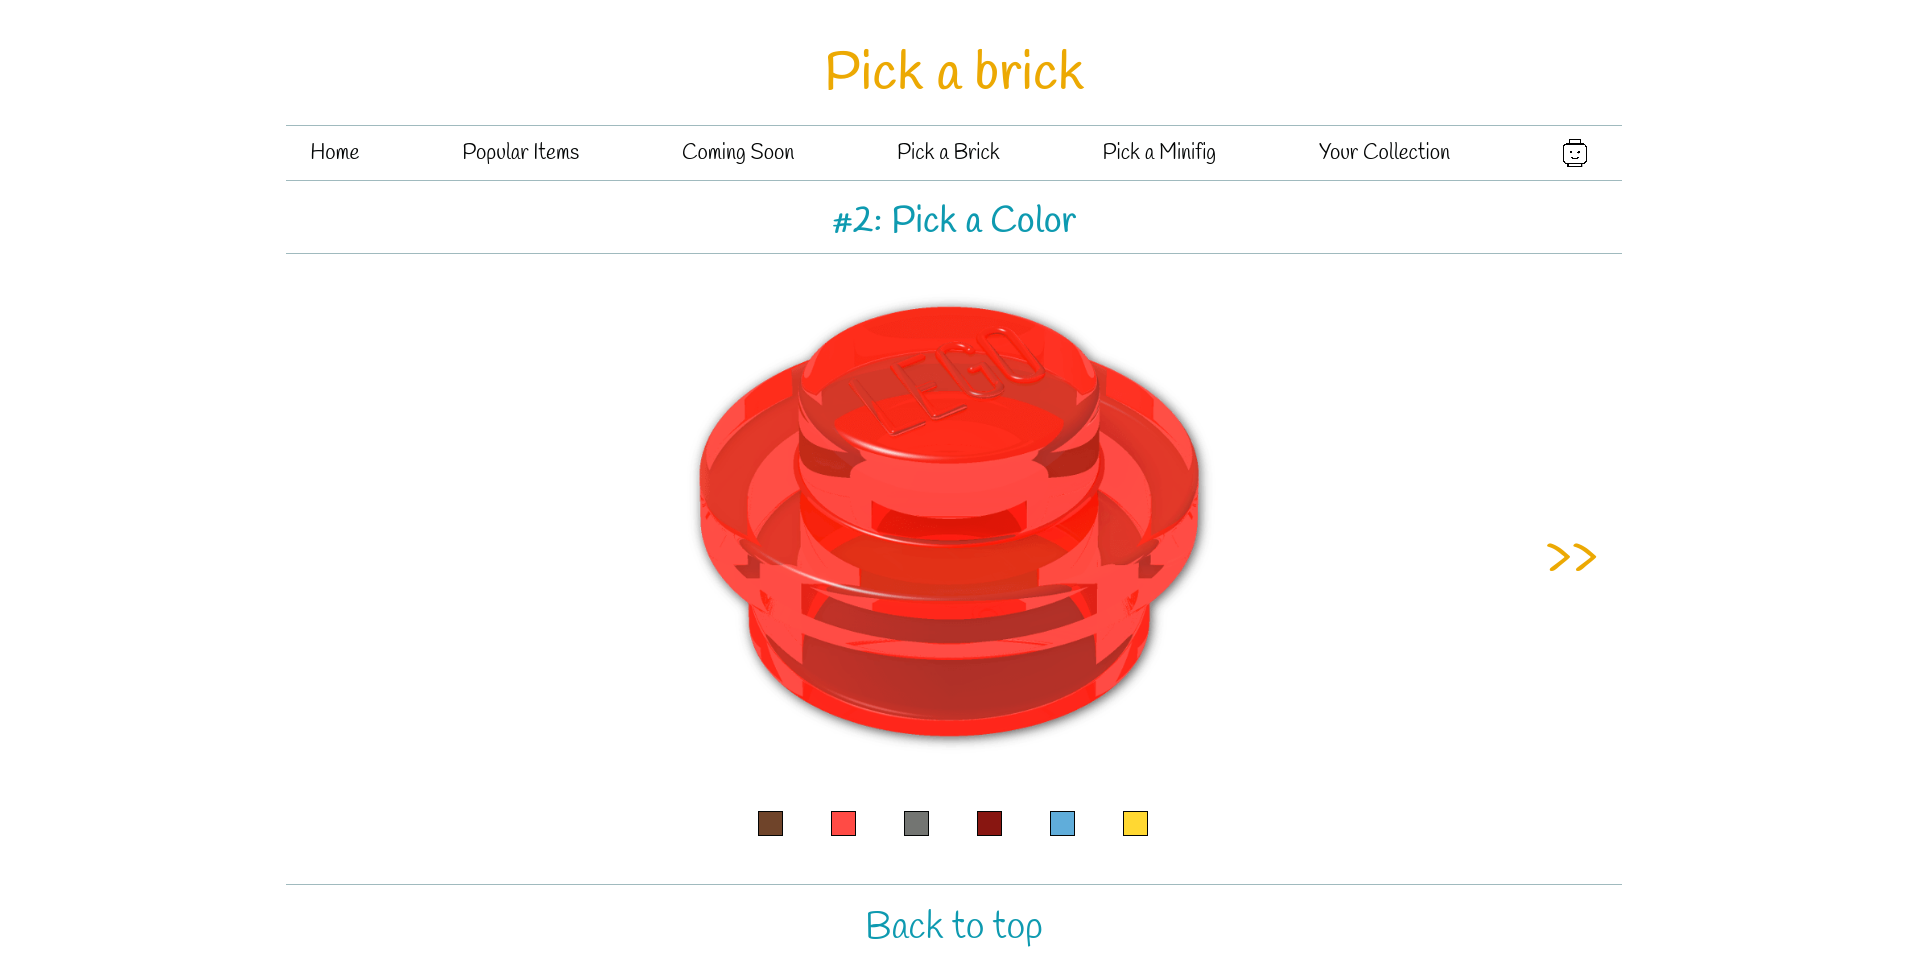 Pick a brick
Home Popular Items Coming Soon Pick a Brick Pick a Minifig Your Collection
#2: Pick a Color
LEGO
>>
Back to top